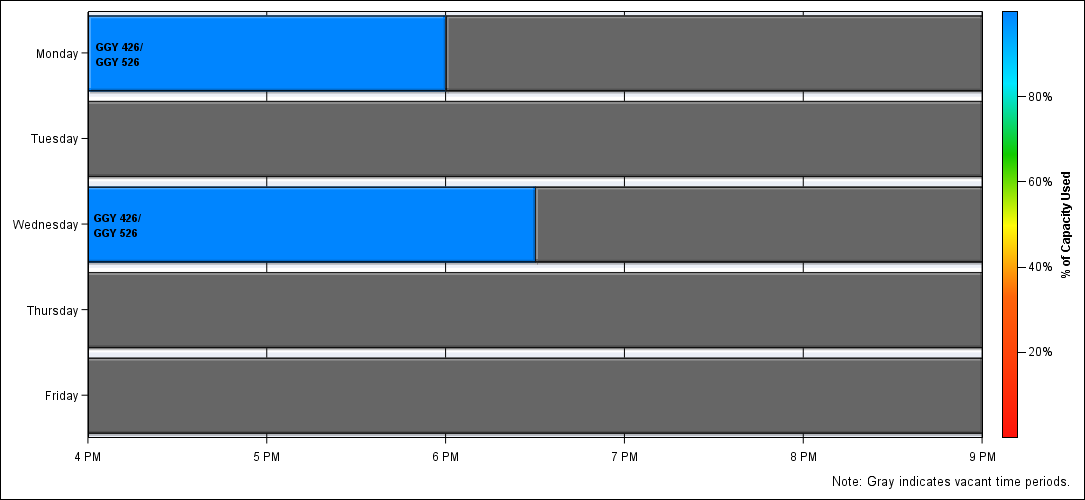 Monday
GGY 426/
GGY 526
Tuesday
Wednesday
GGY 426/
GGY 526
Thursday
Friday
4 PM
5 PM
6 PM
7 PM
8 PM
9 PM
80%
60%
40%
20%
% of Capacity Used
Note: Gray indicates vacant time periods.